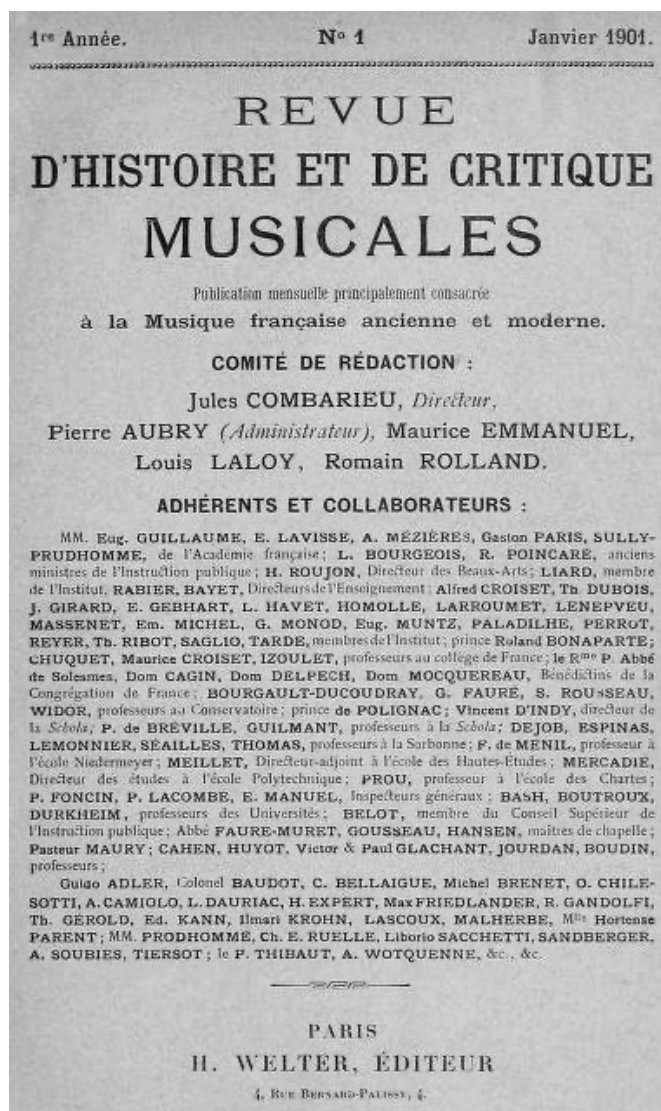 1re Année. No 1 Janvier 1901.
REVUE
D'HISTOIRE ET DE CRITIQUE
MUSICALES
Publication mensuelle principalement consacrée
à la Musique française ancienne et moderne.
COMITÉ DE RÉDACTION :
Jules COMBARIEU, Directeur,
Pierre AUBRY (Administrateur), Maurice EMMANUEL,
Louis LALOY, Romain ROLLAND.
ADHÉRENTS ET COLLABORATEURS :
MM. Eug. GUILLAUME, E. LAVISSE, A. MÉZIÈRES, Gaston PARIS, SULLY-
PRUDHOMME, de l'Académie française; L. BOURGEOIS, R. POINCARÉ, anciens
ministres de l'Instruction publique; H. ROUJON, Directeur des Beaux-Arts; LIARD, membre
de l'Institut, RABIER, BAYET, Directeurs de l'Enseignement; Alfred CROISET, Th. DUBOIS,
J. GIRARD, E. GEBHART, L. HAVET, HOMOLLE, LARROUMET, LENEPVEU,
MASSENET, Em. MICHEL, G. MONOD, Eug. MUNTZ, PALADILHE, PERROT,
REYER, Th. RIBOT, SAGLIO, TARDE, membres de l'Institut; prince Roland BONAPARTE;
CHUQUET, Maurice CROISET, IZOULET, professeurs au collège de France; le Rme P. Abbé
de Solesmes, Dom CAGIN, Dom DELPECH, Dom MOCQUEREAU, Bénédictins de la
Congrégation de France; BOURGAULT-DUCOUDRAY, G. FAURÉ, S. ROUSSEAU,
WIDOR, professeurs au Conservatoire; prince de POLIGNAC; Vincent D'INDY, directeur de
la Schola; P. de BRÉVILLE, GUILMANT, professeurs à la Schola; DEJOB, ESPINAS,
LEMONNIER, SÉAILLES, THOMAS, professeurs à la Sorbonne; F. de MENIL, professeur à
l'école Niedermeyer; MEILLET, Directeur-adjoint à l'école des Hautes-Études; MERCADIE,
Directeur des études à l'école Polytechnique; PROU, professeur à l'école des Chartes;
P. FONCIN, P. LACOMBE, E. MANUEL, Inspecteurs généraux; BASH, BOUTROUX,
DURKHEIM, professeurs des Universités; BELOT, membre du Conseil Supérieur de
l'Instruction publique; Abbé FAURE-MURET, GOUSSEAU, HANSEN, maîtres de chapelle;
Pasteur MAURY; CAHEN, HUYOT, Victor & Paul GLACHANT, JOURDAN, BOUDIN,
professeurs;
Guido ADLER, Colonel BAUDOT, C. BELLAIGUE, Michel BRENET, O. CHILE-
SOTTI, A. CAMIOLO, L. DAURIAC, H. EXPERT, Max FRIEDLANDER, R. GANDOLFI,
Th. GÉROLD, Ed. KANN, Ilmari KROHN, LASCOUX, MALHERBE, Mlle Hortense
PARENT; MM. PRODHOMME, Ch. E. RUELLE, Liborio SACCHETTI, SANDBERGER,
A. SOUBIES, TIERSOT; le P. THIBAUT, A. WOTQUENNE, &c., &c.
PARIS
H. WELTER, ÉDITEUR
4, RUE BERNARD-PALISSY, 4.